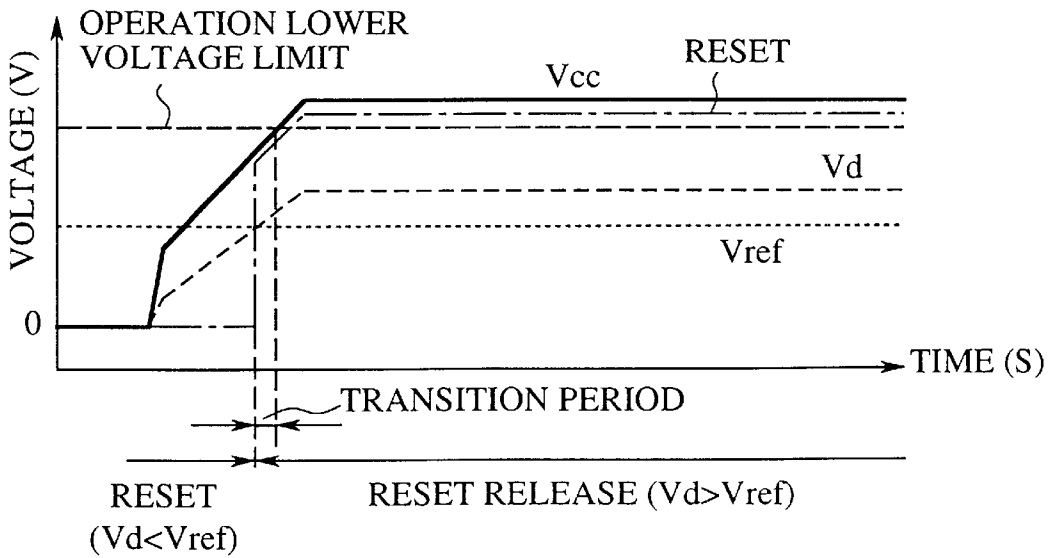 OPERATION LOWER
VOLTAGE LIMIT
RESET
Vcc
VOLTAGE (V)
Vd
Vref
0
TIME (S)
TRANSITION PERIOD
RESET
(Vd<Vref)
RESET RELEASE (Vd>Vref)